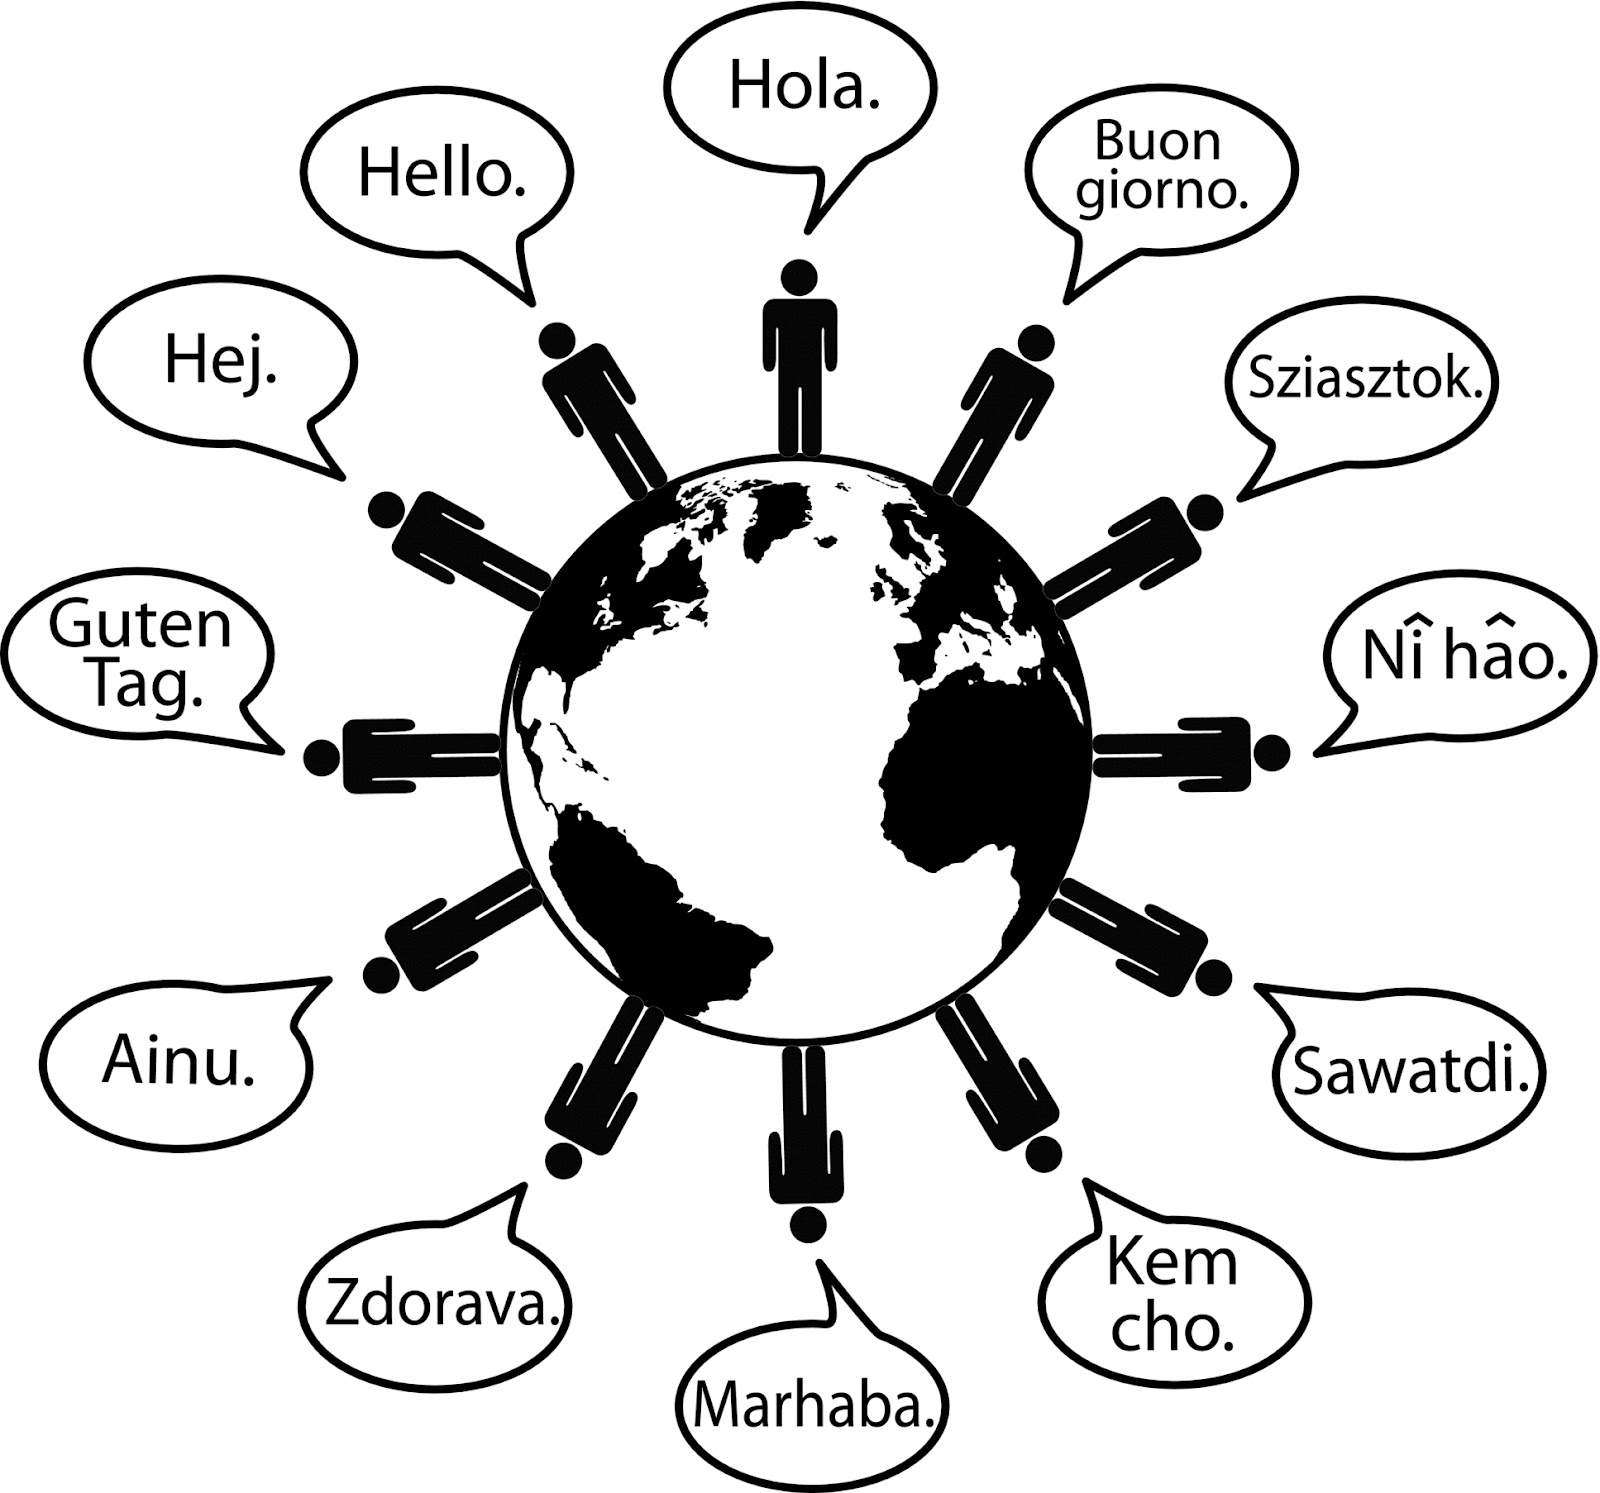 Hola.
Buon
giorno.
Sziasztok.
Nî hâo.
Sawatdi.
Kem
cho.
Marhaba.
Zdorava.
Ainu.
Guten
Tag.
Hej.
Hello.